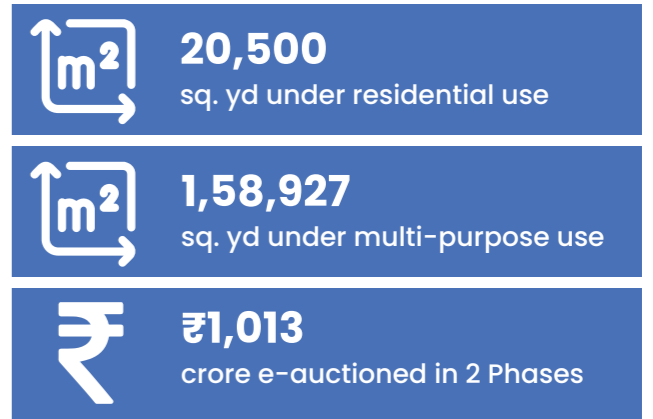 m²
20,500
sq. yd under residential use
m²
1,58,927
sq. yd under multi-purpose use
₹
₹1,013
crore e-auctioned in 2 Phases